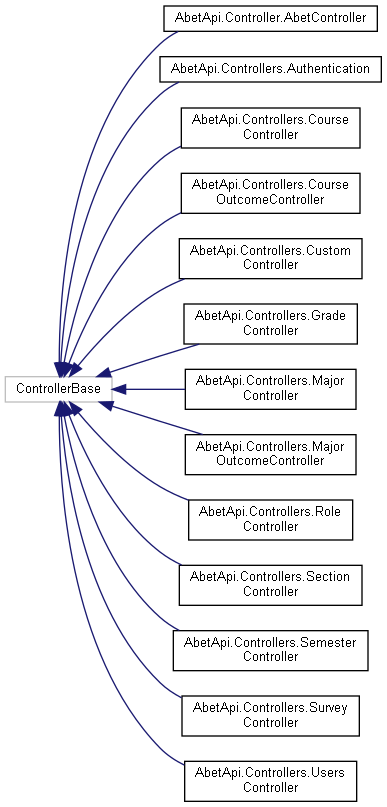 AbetApi.Controller.AbetController
AbetApi.Controllers.Authentication
AbetApi.Controllers.Course
Controller
AbetApi.Controllers.Course
OutcomeController
AbetApi.Controllers.Custom
Controller
AbetApi.Controllers.Grade
Controller
ControllerBase
AbetApi.Controllers.Major
Controller
AbetApi.Controllers.Major
OutcomeController
AbetApi.Controllers.Role
Controller
AbetApi.Controllers.Section
Controller
AbetApi.Controllers.Semester
Controller
AbetApi.Controllers.Survey
Controller
AbetApi.Controllers.Users
Controller